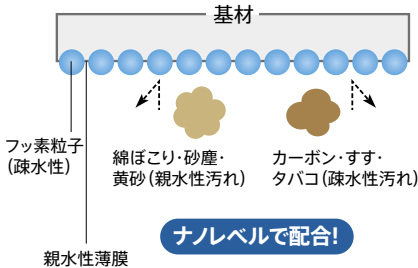 基材
フッ素粒子
(疎水性)
綿ぼこり・砂塵・
黄砂(親水性汚れ)
カーボン・すす・
タバコ(疎水性汚れ)
ナノレベルで配合!
親水性薄膜